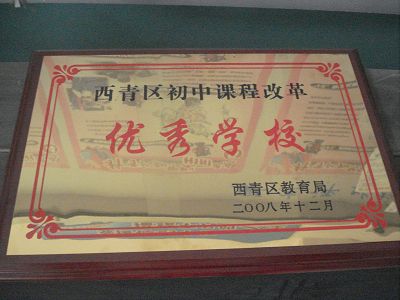 西青区初中课程改革
优秀学校
西青区教育局
二〇〇八年十二月